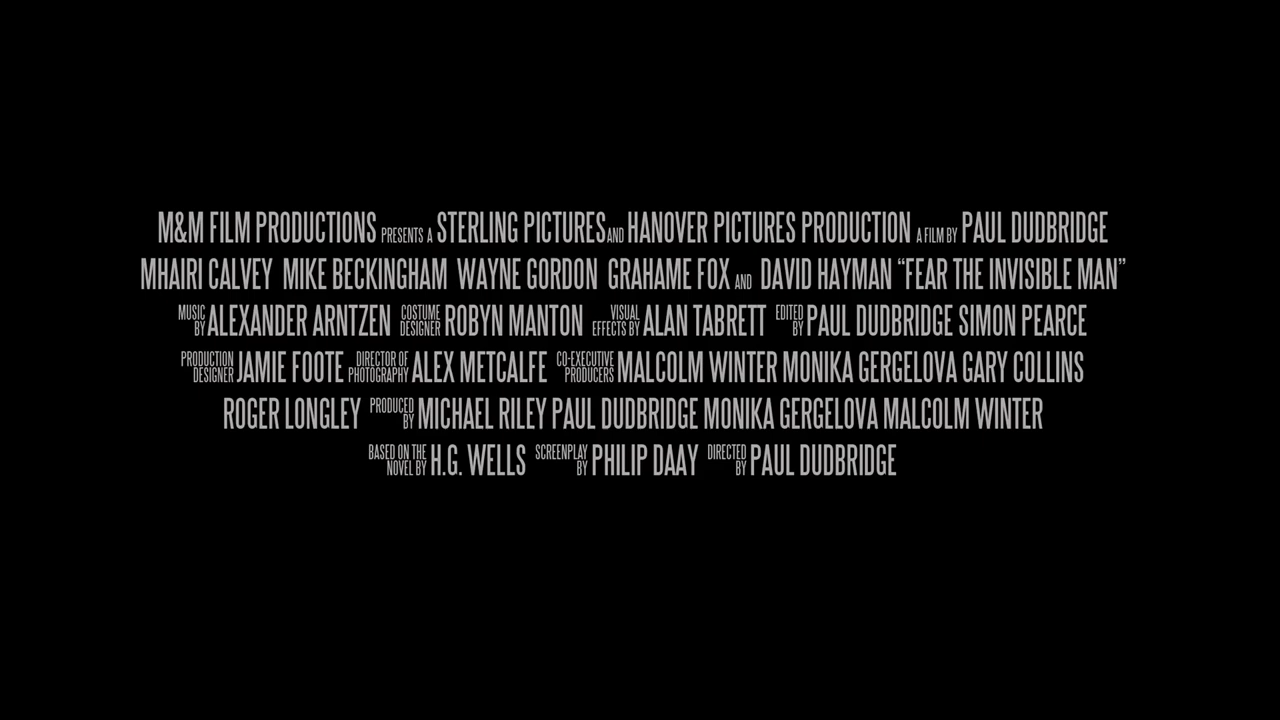 M&M FILM PRODUCTIONS PRESENTS A STERLING PICTURES AND HANOVER PICTURES PRODUCTION A FILM BY PAUL DUDBRIDGE
MHAIRI CALVEY MIKE BECKINGHAM WAYNE GORDON GRAHAME FOX AND DAVID HAYMAN “FEAR THE INVISIBLE MAN”
MUSIC BY ALEXANDER ARNTZEN COSTUME DESIGNER ROBYN MANTON VISUAL EFFECTS BY ALAN TABRETT EDITED BY PAUL DUDBRIDGE SIMON PEARCE
PRODUCTION DESIGNER JAMIE FOOTE DIRECTOR OF PHOTOGRAPHY ALEX METCALFE CO-EXECUTIVE PRODUCERS MALCOLM WINTER MONIKA GERGELOVA GARY COLLINS
ROGER LONGLEY PRODUCED BY MICHAEL RILEY PAUL DUDBRIDGE MONIKA GERGELOVA MALCOLM WINTER
BASED ON THE NOVEL BY H.G. WELLS SCREENPLAY BY PHILIP DAAY DIRECTED BY PAUL DUDBRIDGE